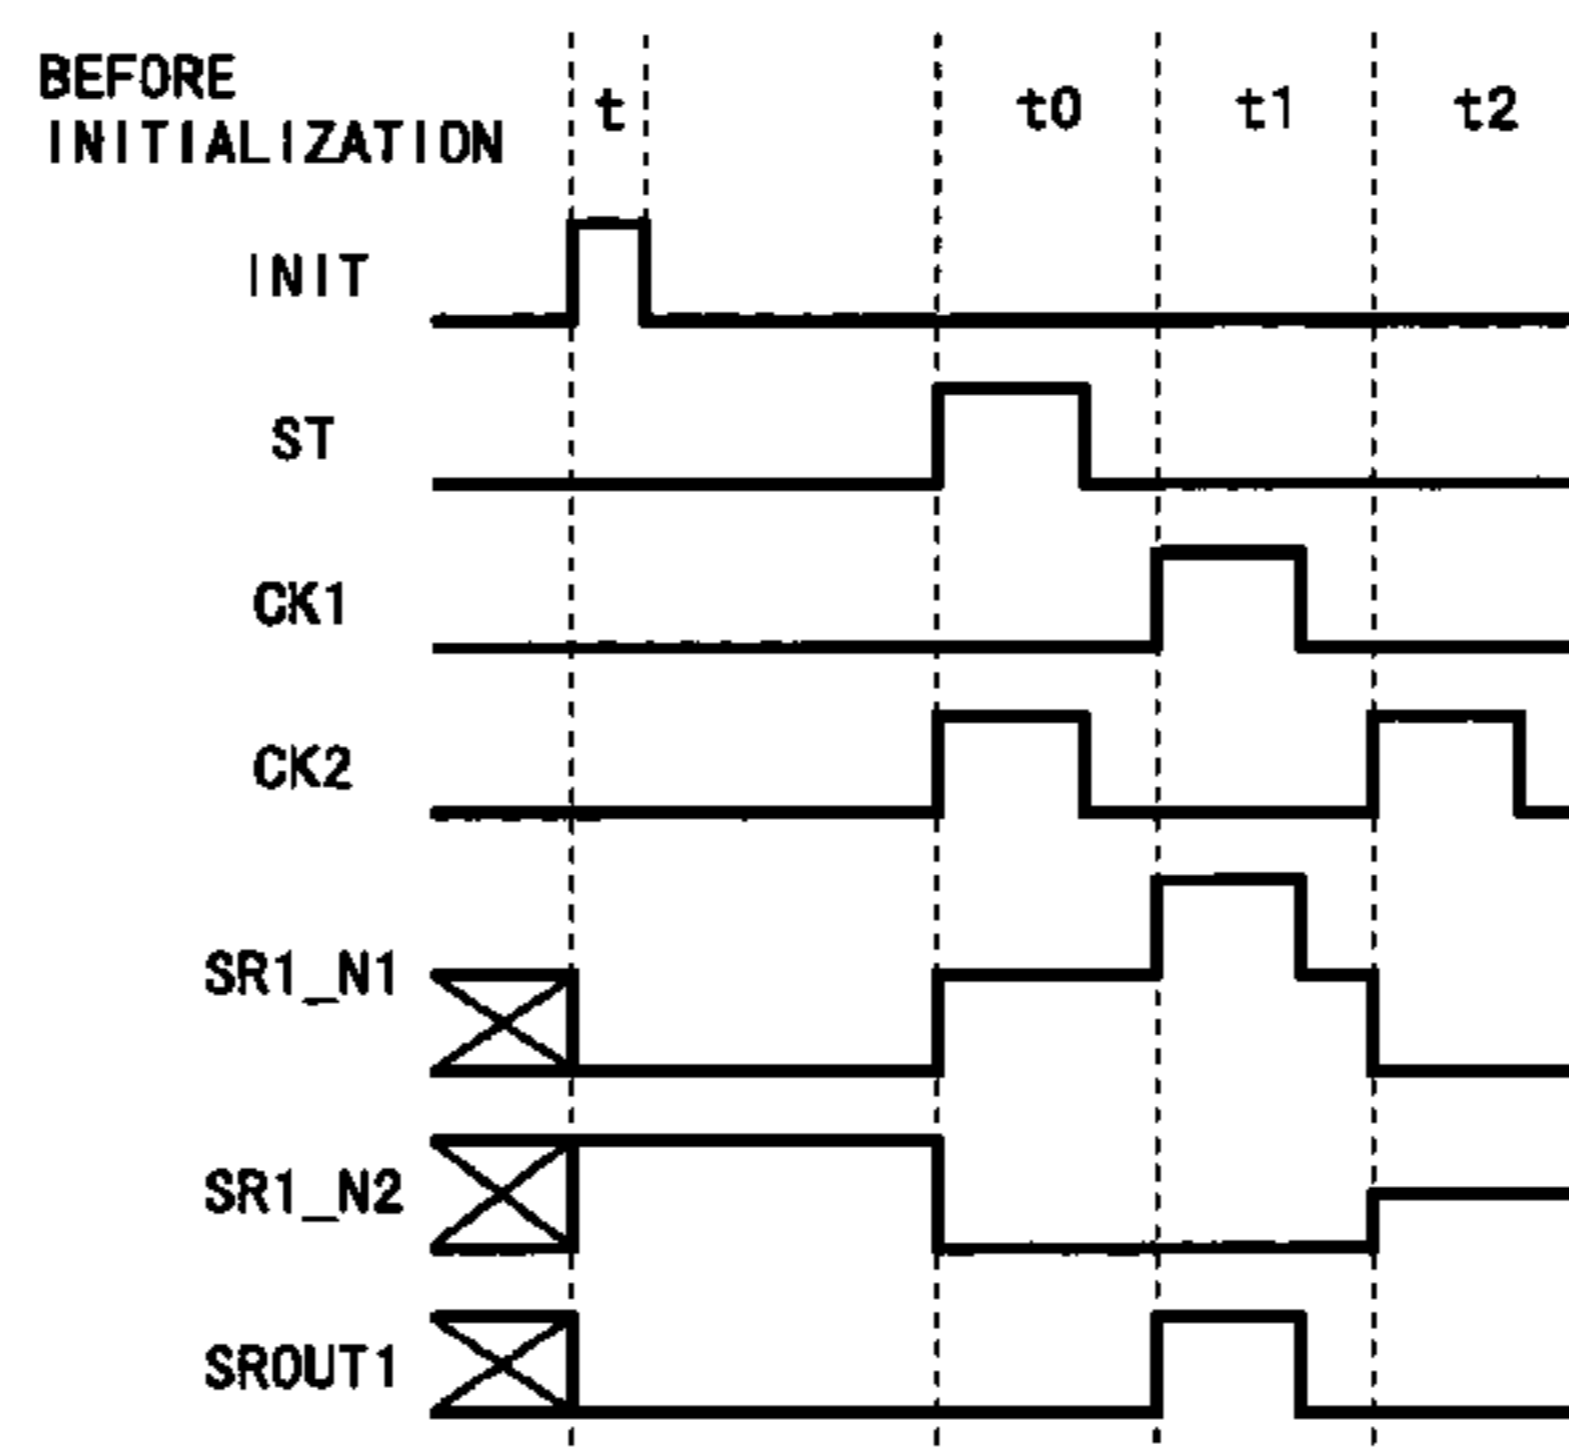 BEFORE
INITIALIZATION
t t0 t1 t2
INIT
ST
CK1
CK2
SR1_N1
SR1_N2
SROUT1